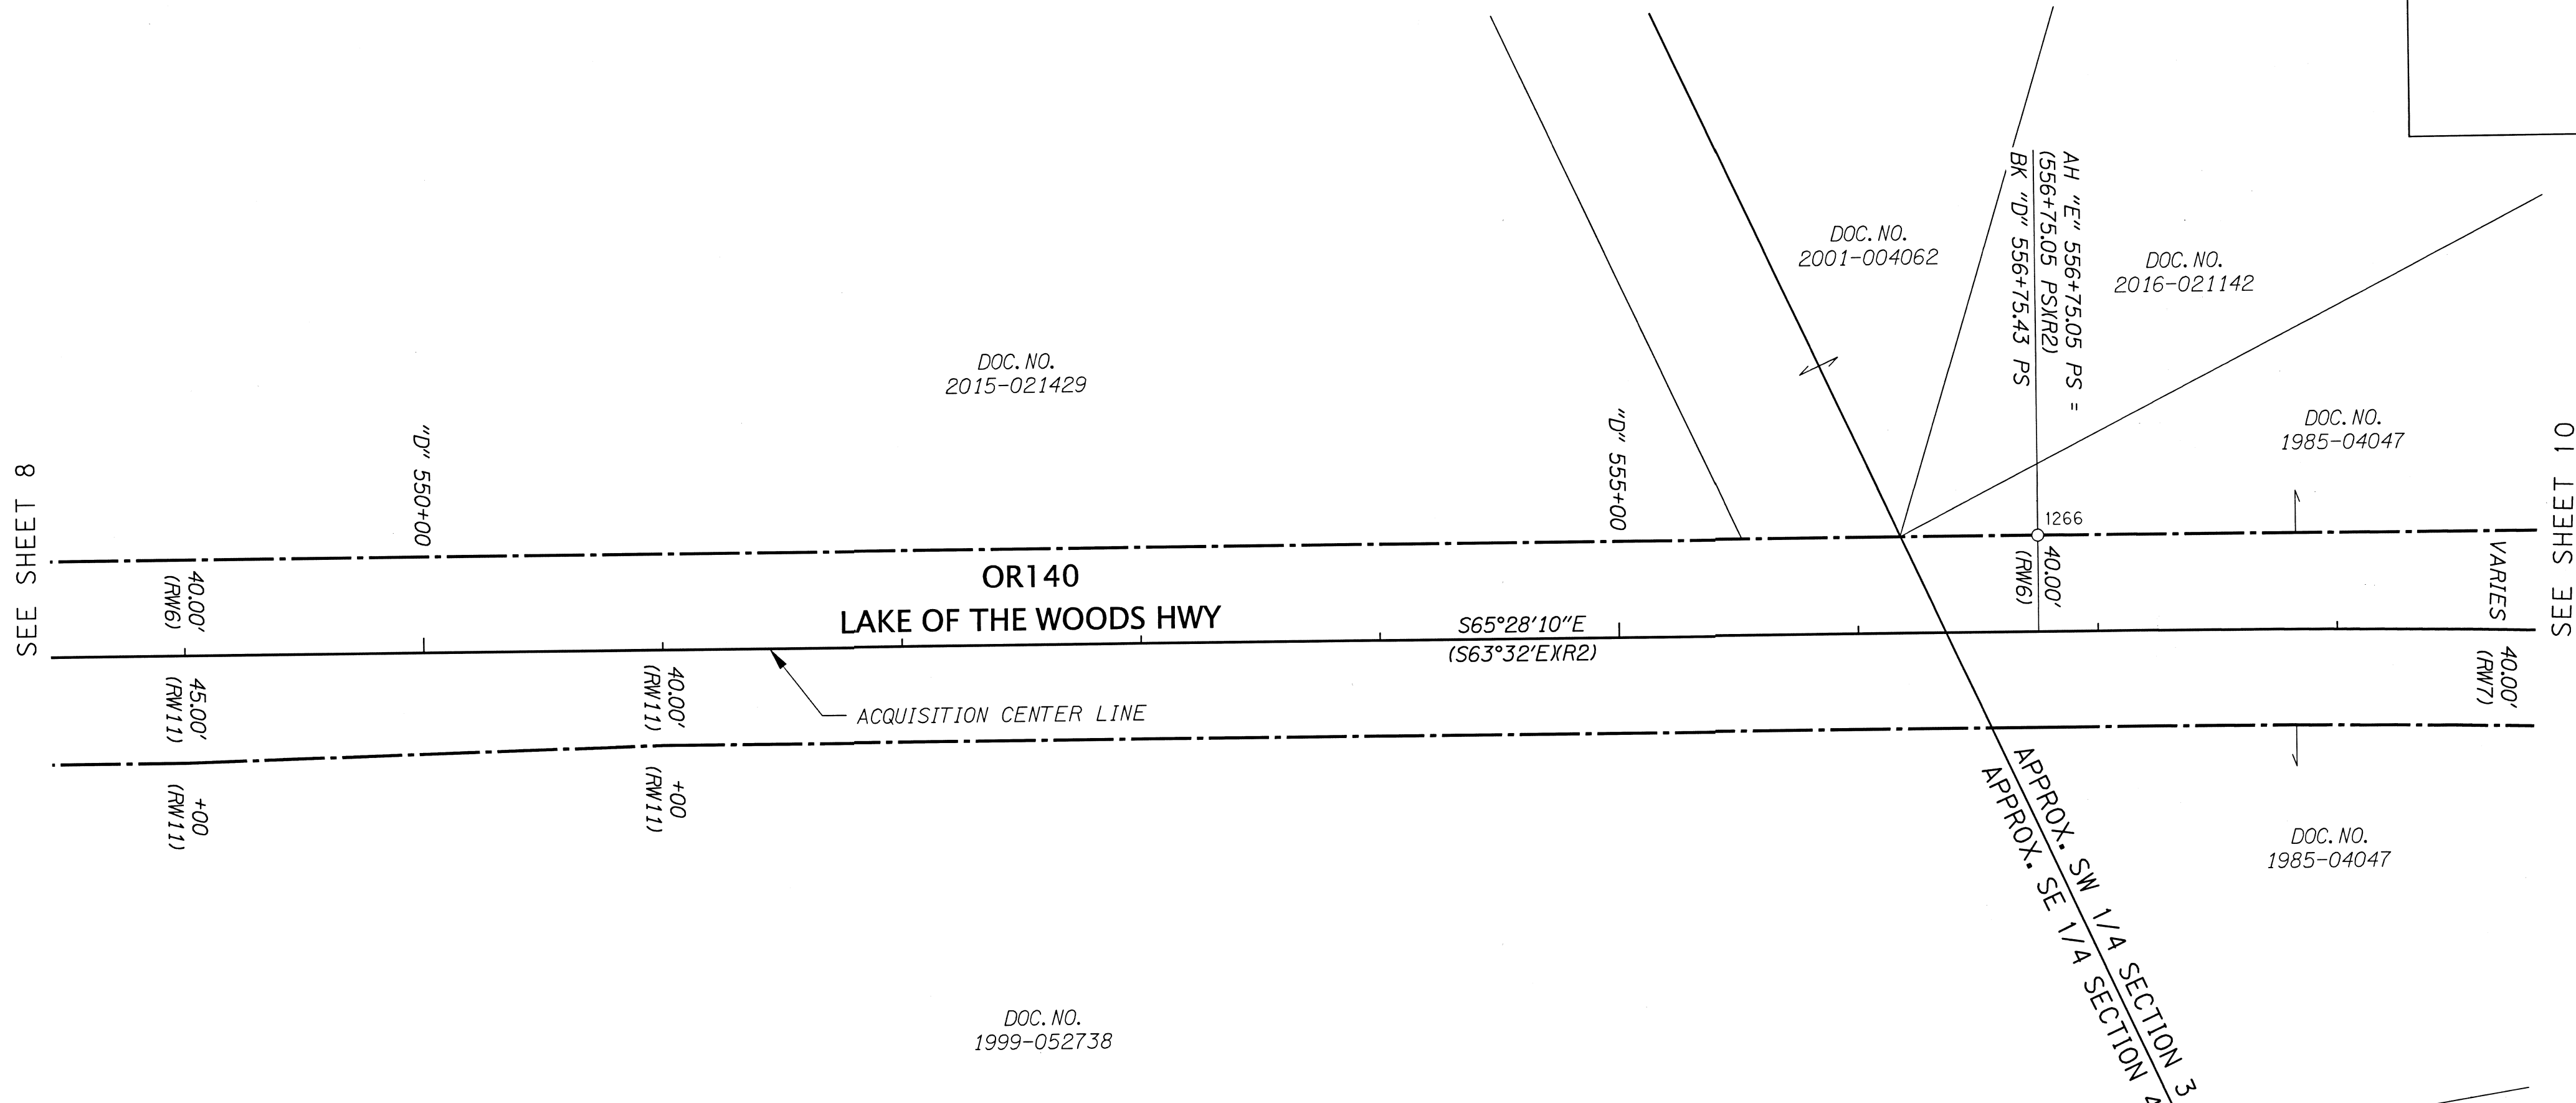 SEE SHEET 8
DOC. NO.
2015-021429
DOC. NO.
2001-004062
AH "E" 556+75.05 PS =
(556+75.05 PS)(R2)
BK "D" 556+75.43 PS
DOC. NO.
2016-021142
DOC. NO.
1985-04047
"D" 550+00
"D" 555+00
1266
40.00'
(RW6)
OR140
LAKE OF THE WOODS HWY
S65°28'10"E
(S63°32'E)(R2)
40.00'
(RW6)
VARIES
45.00'
(RW11)
40.00'
(RW11)
ACQUISITION CENTER LINE
40.00'
(RW7)
+00
(RW11)
+00
(RW11)
APPROX. SW 1/4 SECTION 3
APPROX. SE 1/4 SECTION 4
DOC. NO.
1985-04047
DOC. NO.
1999-052738
SEE SHEET 10